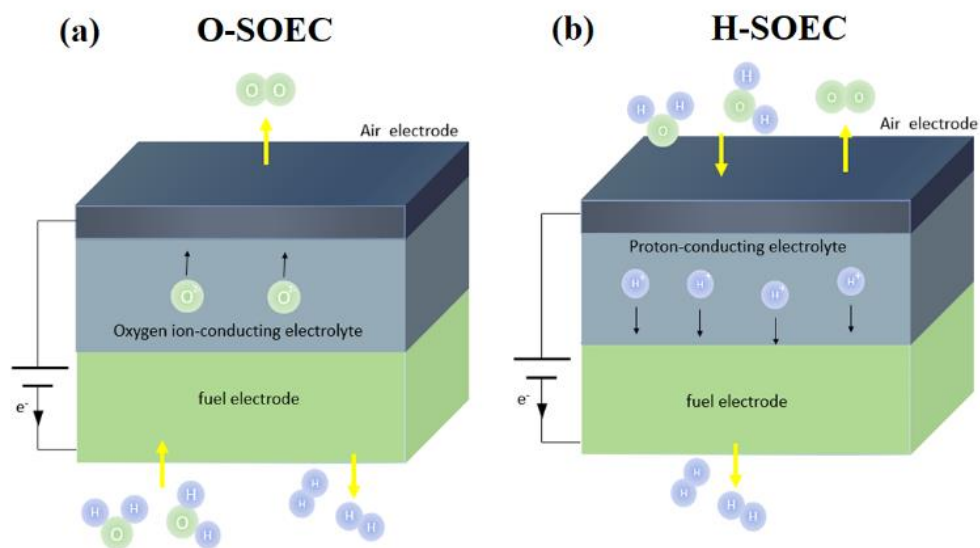 (a) O-SOEC
O O
Air electrode
O⁻ O⁻
Oxygen ion-conducting electrolyte
fuel electrode
e⁻
H H O
H O H
H H
H H
(b) H-SOEC
H H O
H O H
O O
Air electrode
Proton-conducting electrolyte
H⁺ H⁺ H⁺ H⁺
fuel electrode
e⁻
H H
H H